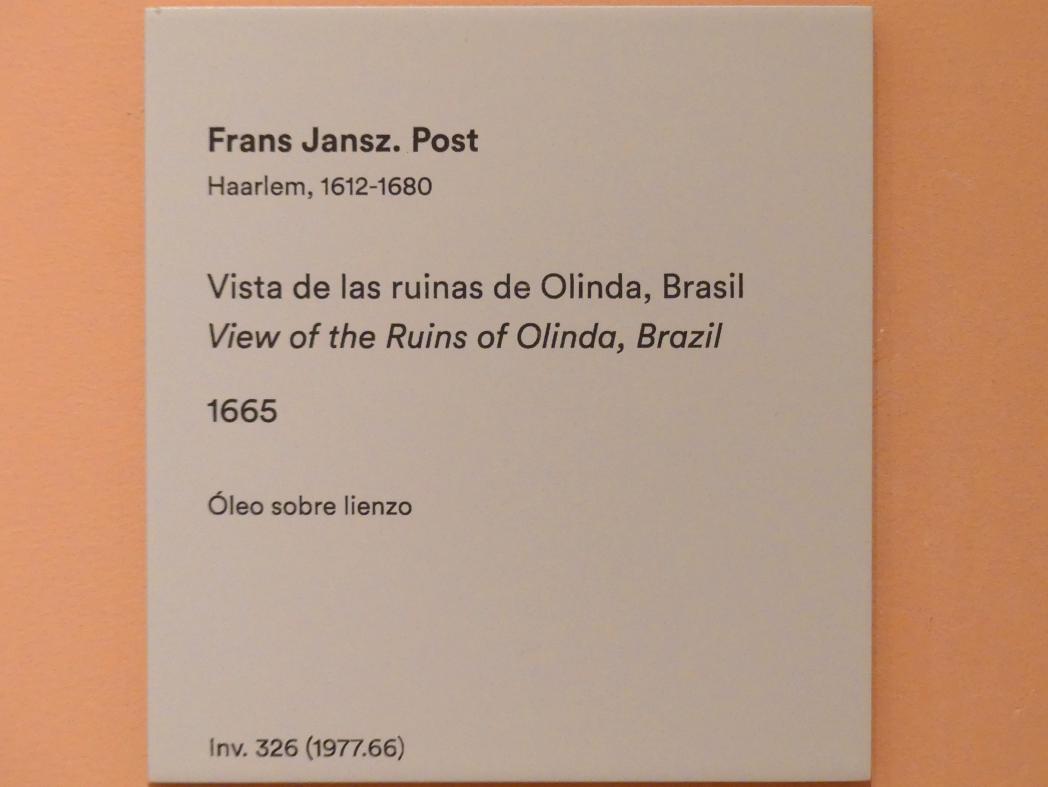 Frans Jansz. Post
Haarlem, 1612-1680
Vista de las ruinas de Olinda, Brasil
View of the Ruins of Olinda, Brazil
1665
Óleo sobre lienzo
Inv. 326 (1977.66)